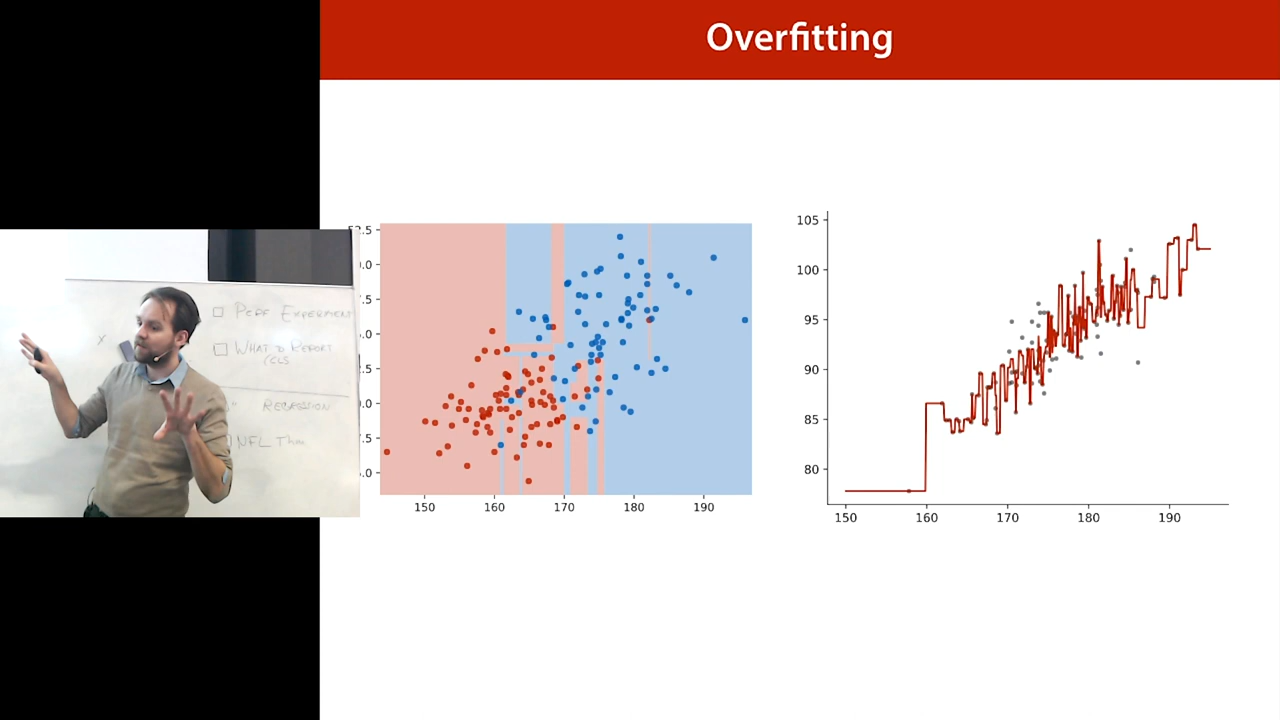 Overfitting
105
100
95
90
85
80
150 160 170 180 190
150 160 170 180 190
PERF EXPERIMENT
WHAT TO REPORT
REGRESSION
NFL